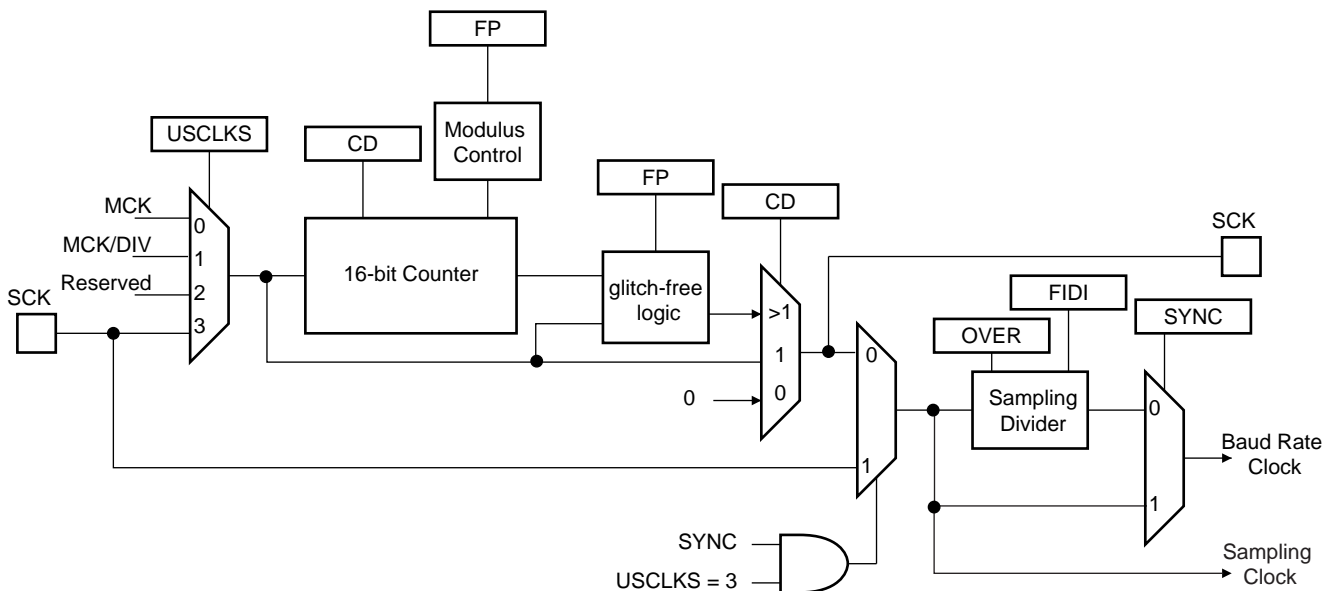 FP
USCLKS
CD
Modulus
Control
FP
CD
MCK
0
MCK/DIV
1
Reserved
2
SCK
3
16-bit Counter
glitch-free
logic
>1
1
0
0
SCK
FIDI
OVER
SYNC
0
1
Sampling
Divider
0
1
Baud Rate
Clock
SYNC
USCLKS = 3
Sampling
Clock